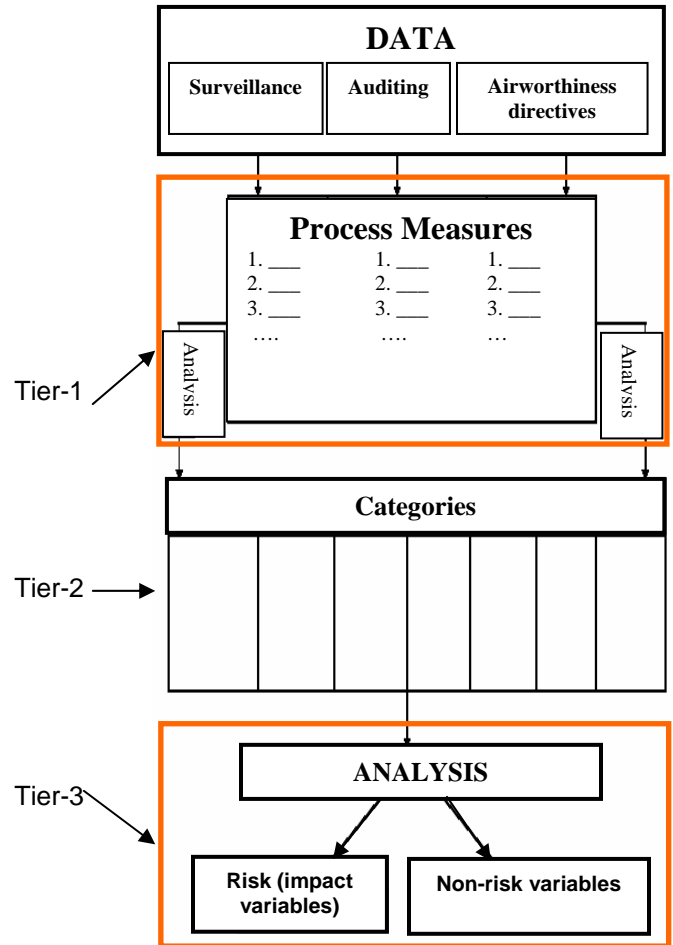 DATA
Surveillance
Auditing
Airworthiness
directives
Process Measures
1. ___ 1. ___ 1. ___
2. ___ 2. ___ 2. ___
3. ___ 3. ___ 3. ___
…. …. …
Analysis
Analysis
Tier-1
Categories
Tier-2
ANALYSIS
Tier-3
Risk (impact
variables)
Non-risk variables